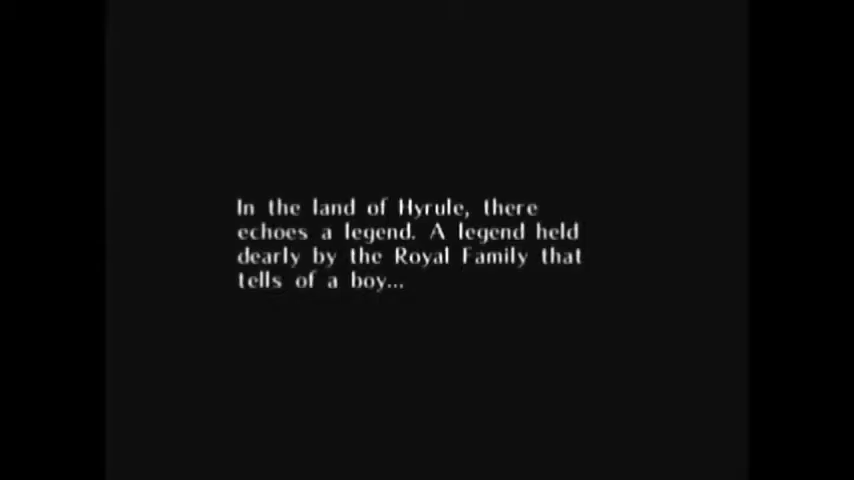 In the land of Hyrule, there
echoes a legend. A legend held
dearly by the Royal Family that
tells of a boy...